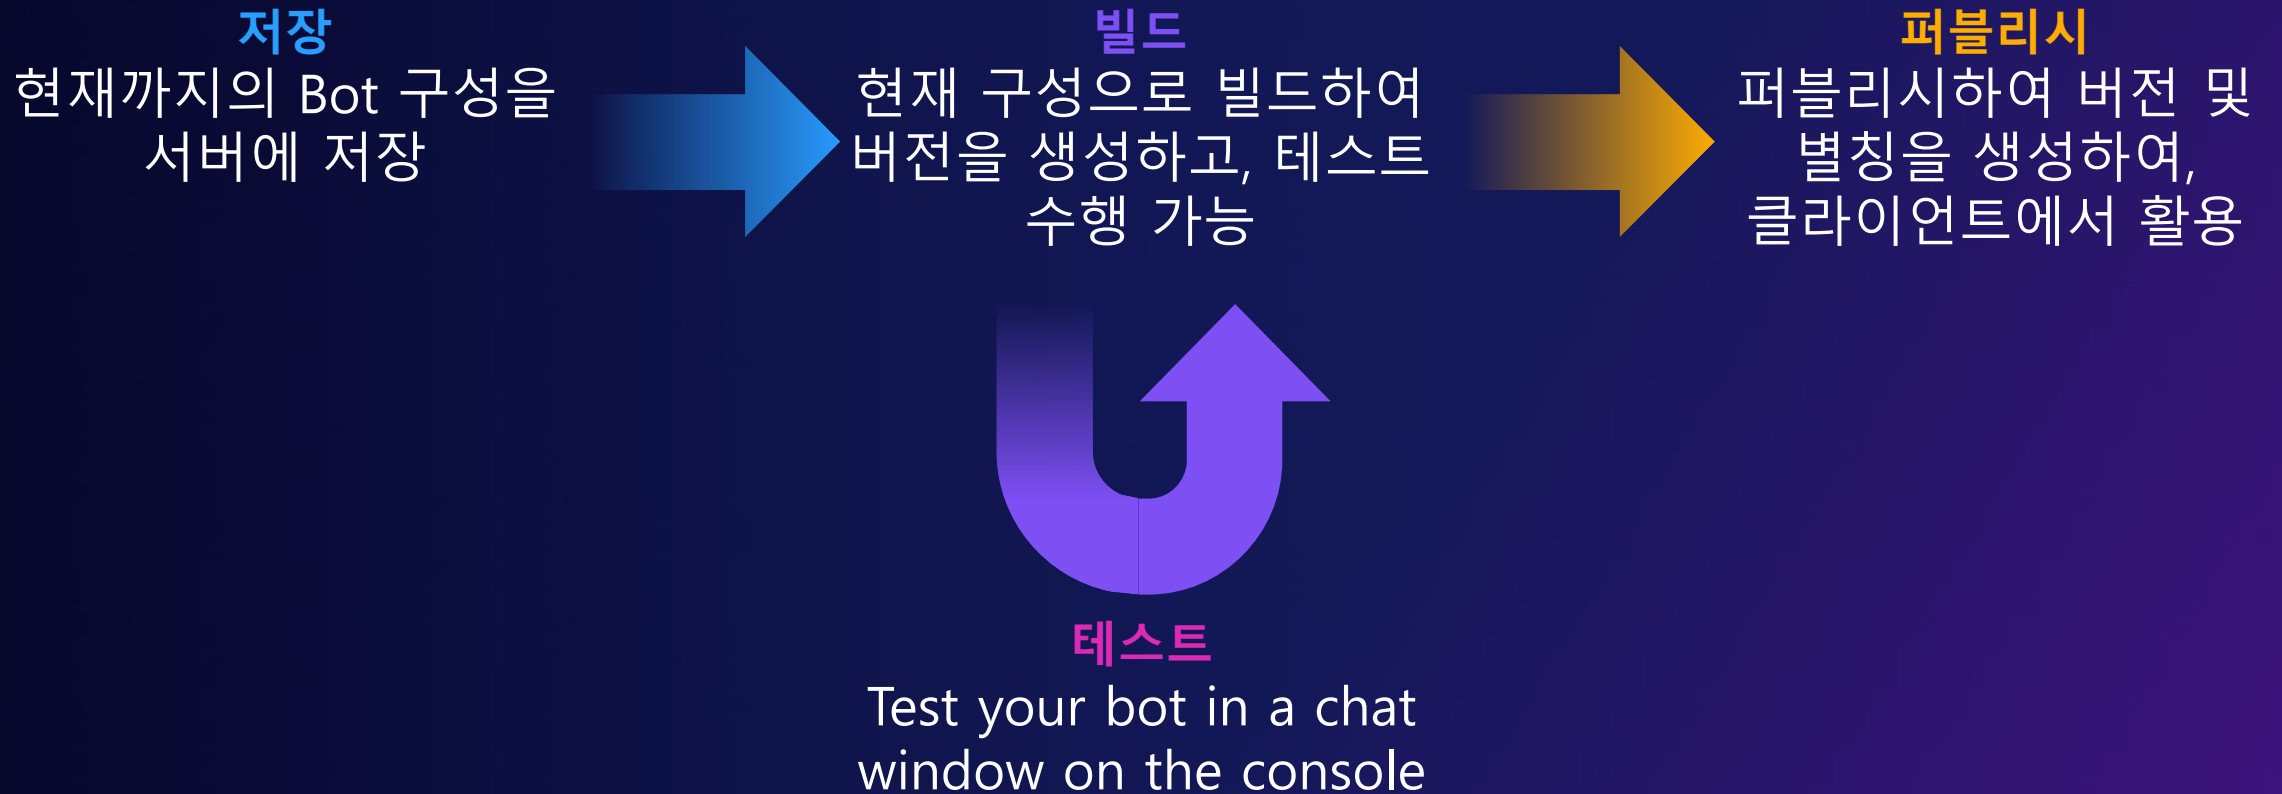 저장
현재까지의 Bot 구성을
서버에 저장
빌드
현재 구성으로 빌드하여
버전을 생성하고, 테스트
수행 가능
퍼블리시
퍼블리시하여 버전 및
별칭을 생성하여,
클라이언트에서 활용
테스트
Test your bot in a chat
window on the console